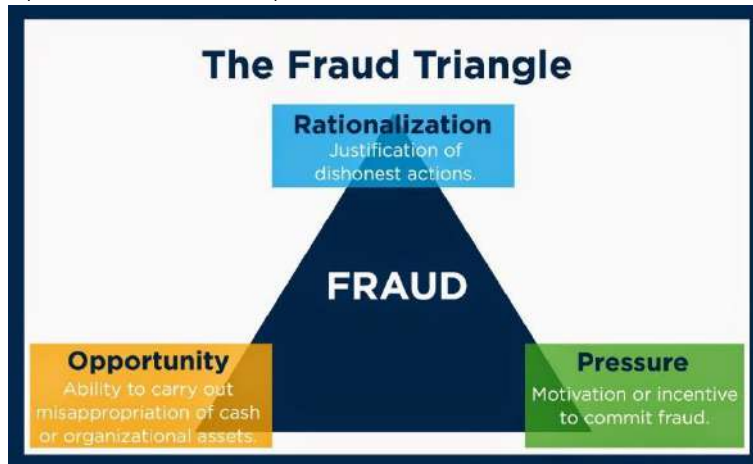 The Fraud Triangle
Rationalization
Justification of
dishonest actions.
FRAUD
Opportunity
Ability to carry out
misappropriation of cash
or organizational assets.
Pressure
Motivation or incentive
to commit fraud.